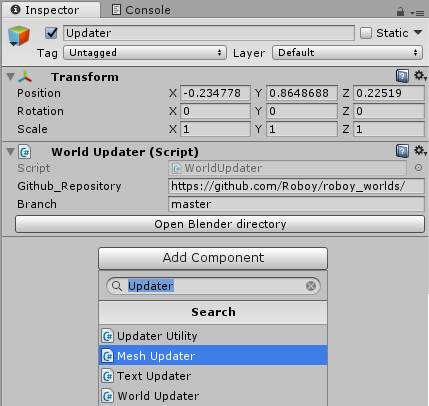 Inspector
Console
Updater
Static
Tag Untagged Layer Default
Transform
Position X -0.234778 Y 0.8648688 Z 0.22519
Rotation X 0 Y 0 Z 0
Scale X 1 Y 1 Z 1
World Updater (Script)
Script WorldUpdater
Github_Repository https://github.com/Roboy/roboy_worlds/
Branch master
Open Blender directory
Add Component
Updater
Search
Updater Utility
Mesh Updater
Text Updater
World Updater